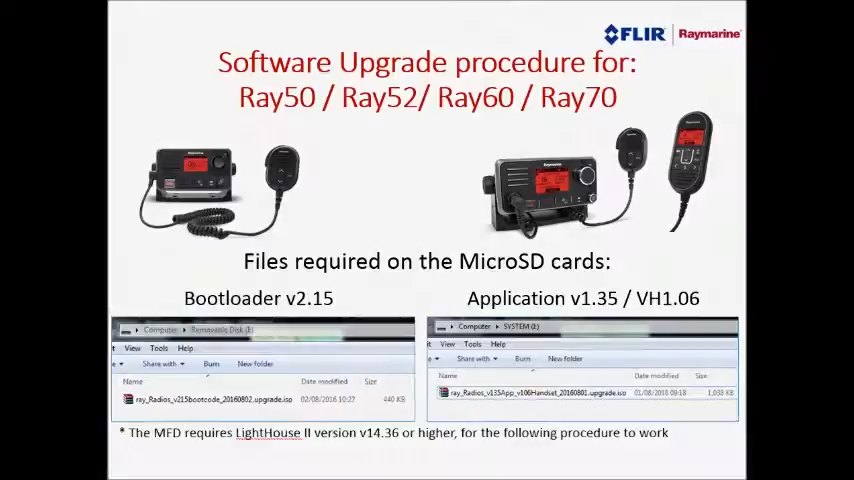 FLIR | Raymarine
Software Upgrade procedure for:
Ray50 / Ray52/ Ray60 / Ray70
Files required on the MicroSD cards:
Bootloader v2.15
Application v1.35 / VH1.06
Computer Removable Disk (I:)
t View Tools Help
Share with Burn New folder
Name Date modified Size
ray_Radios_v215bootcode_20160802.upgrade.iso 02/08/2016 10:27 440 KB
Computer SYSTEM (I:)
t View Tools Help
e Share with Burn New folder
Name Date modified Size
ray_Radios_v135App_v106Handset_20160801.upgrade.iso 01/08/2016 09:18 1,038 KB
* The MFD requires LightHouse II version v14.36 or higher, for the following procedure to work